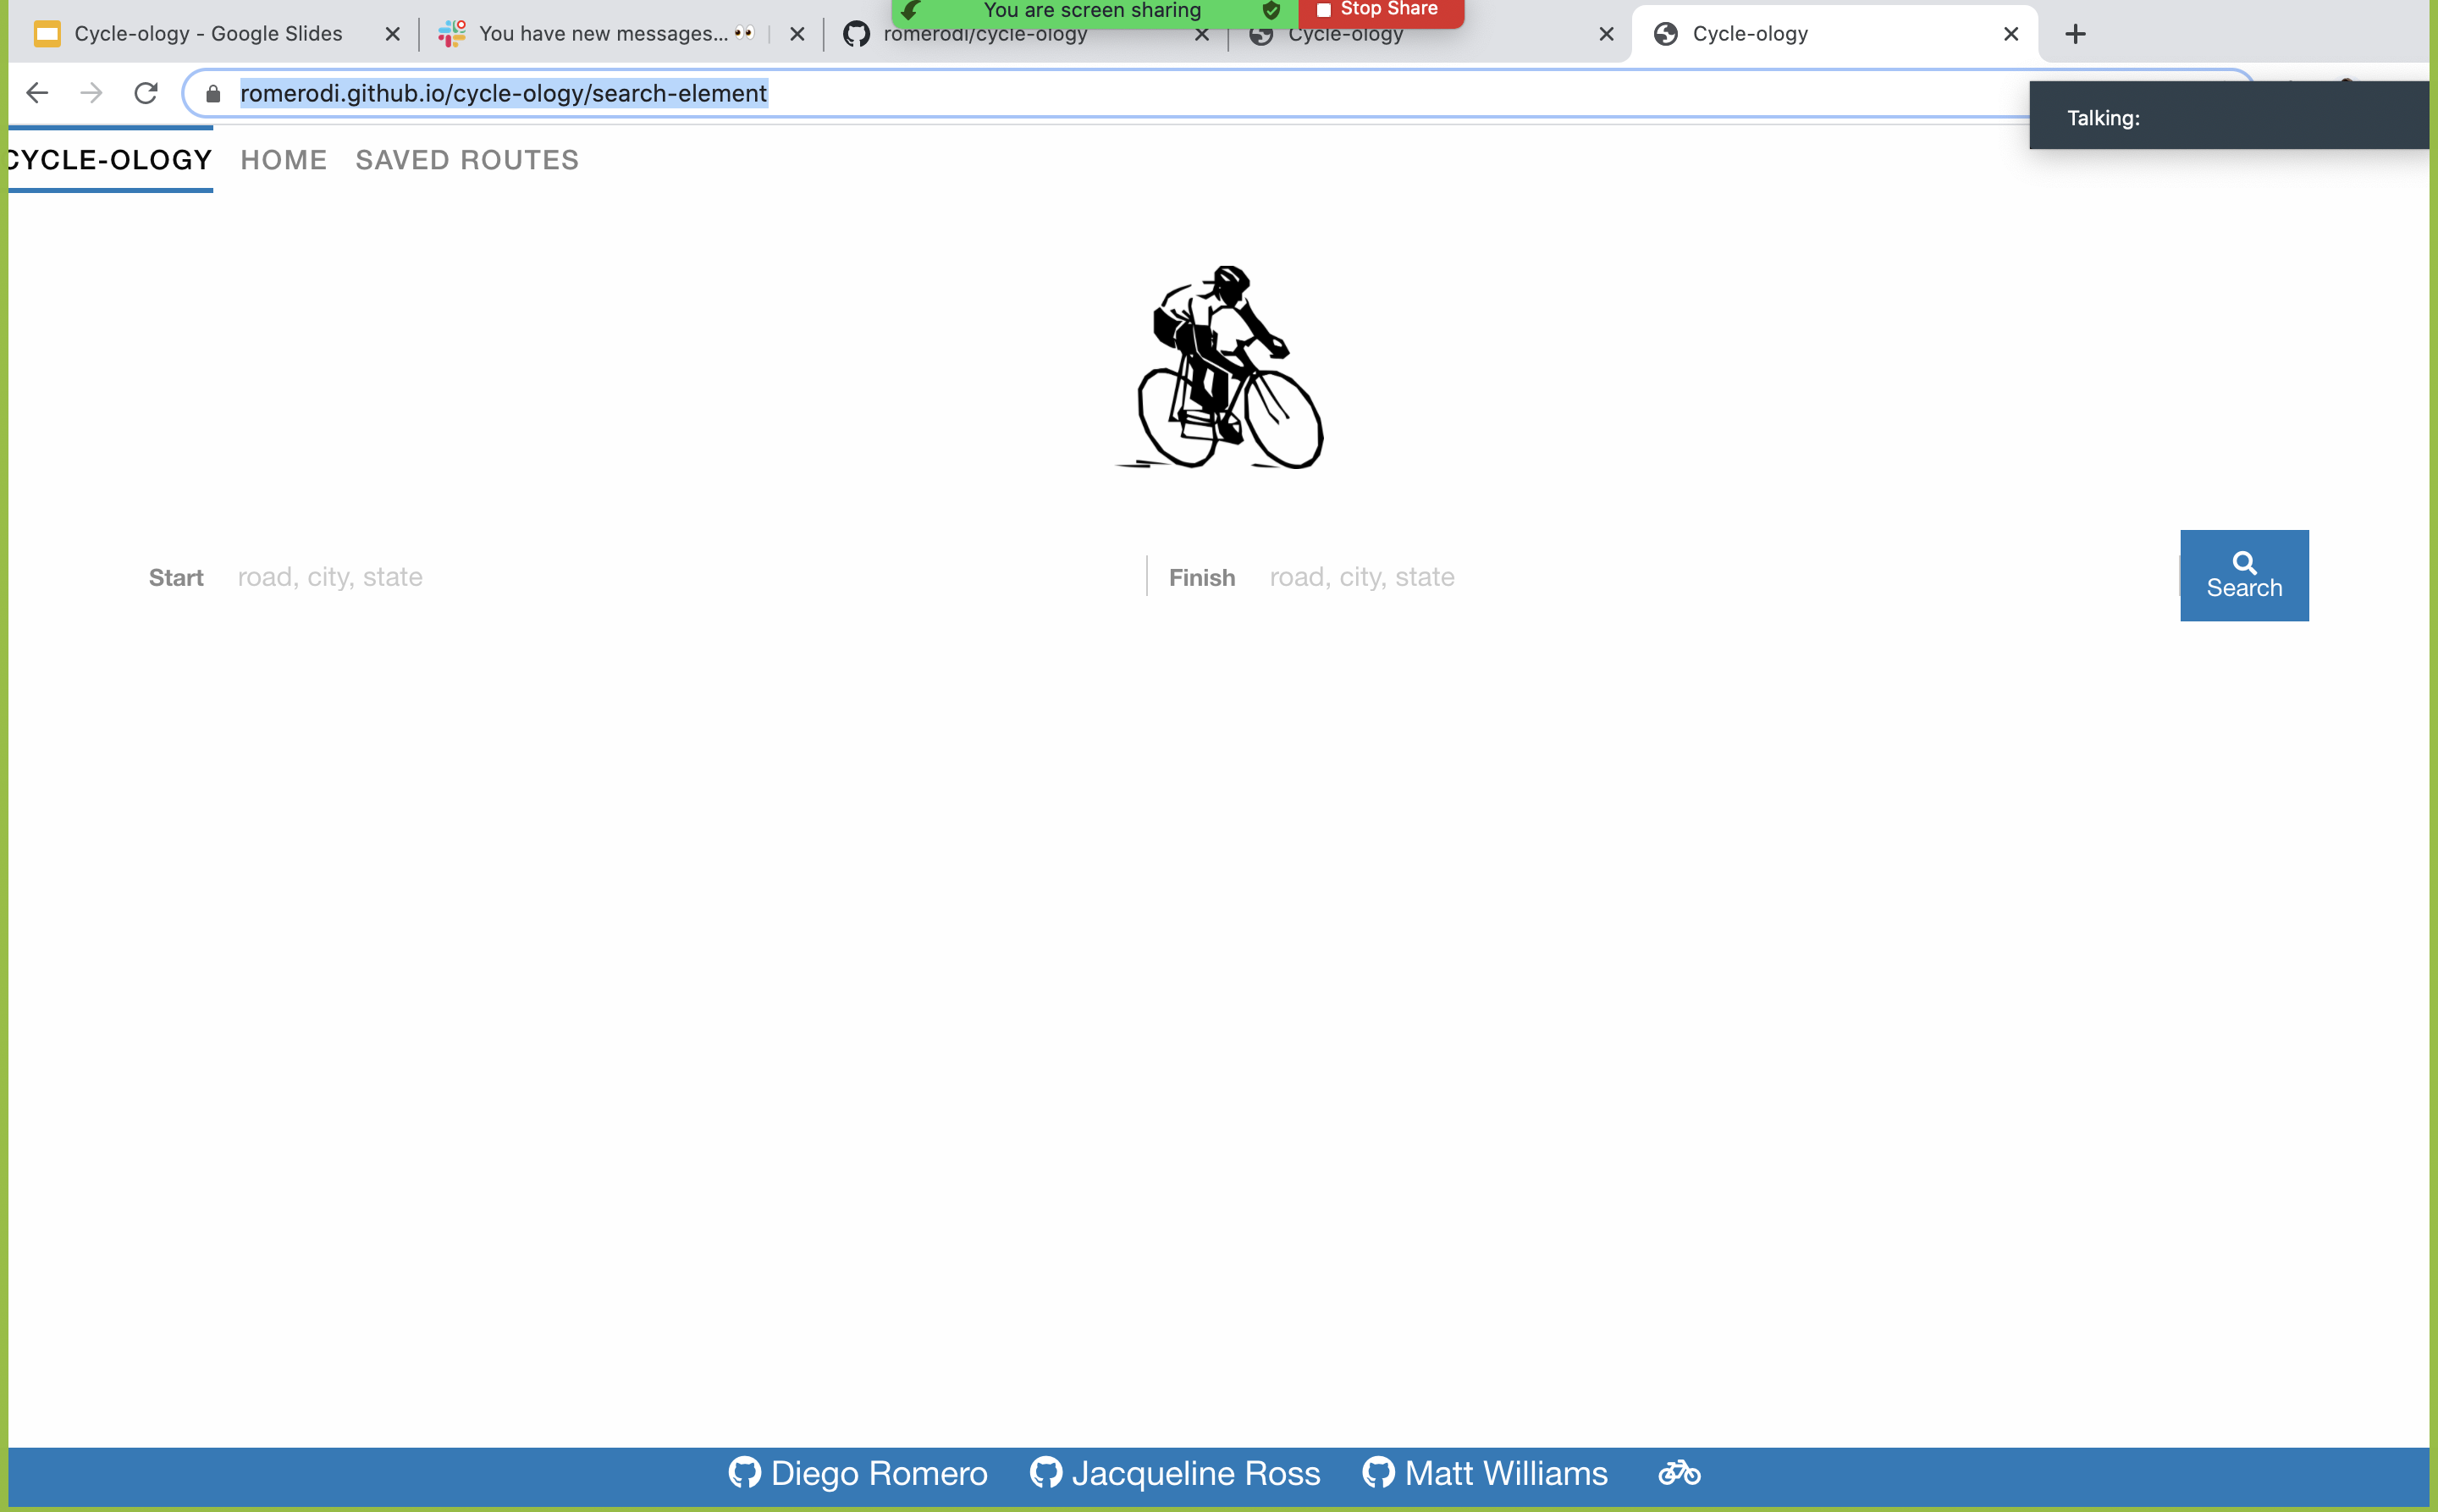 You are screen sharing Stop Share
Cycle-ology - Google Slides You have new messages... romerodi/cycle-ology Cycle-ology Cycle-ology
romerodi.github.io/cycle-ology/search-element
Talking:
CYCLE-OLOGY HOME SAVED ROUTES
Start road, city, state Finish road, city, state Search
Diego Romero Jacqueline Ross Matt Williams